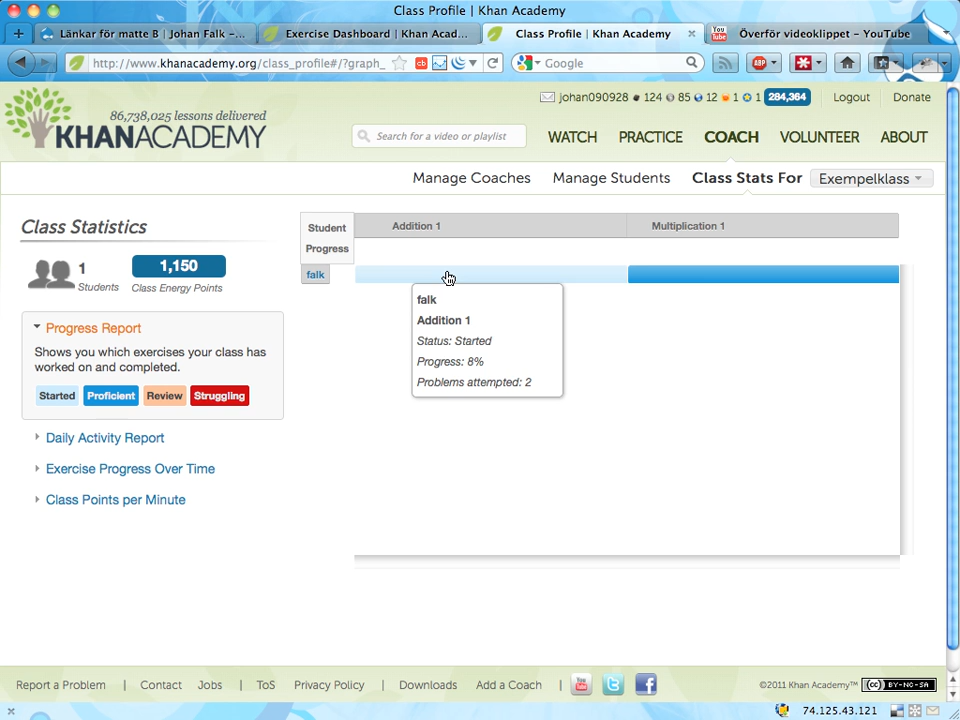 Class Profile | Khan Academy
Länkar för matte B | Johan Falk –...
Exercise Dashboard | Khan Acad...
Class Profile | Khan Academy
Överför videoklippet – YouTube
http://www.khanacademy.org/class_profile#/?graph_
Google
86,738,025 lessons delivered
KHANACADEMY
johan090928 124 85 12 1 1 284,364
Logout
Donate
Search for a video or playlist
WATCH
PRACTICE
COACH
VOLUNTEER
ABOUT
Manage Coaches
Manage Students
Class Stats For
Exempelklass
Class Statistics
1
Students
1,150
Class Energy Points
Progress Report
Shows you which exercises your class has
worked on and completed.
Started
Proficient
Review
Struggling
Daily Activity Report
Exercise Progress Over Time
Class Points per Minute
Student
Progress
Addition 1
Multiplication 1
falk
falk
Addition 1
Status: Started
Progress: 8%
Problems attempted: 2
Report a Problem | Contact Jobs | ToS Privacy Policy | Downloads Add a Coach |
You Tube
©2011 Khan Academy™
cc BY-NC-SA
74.125.43.121